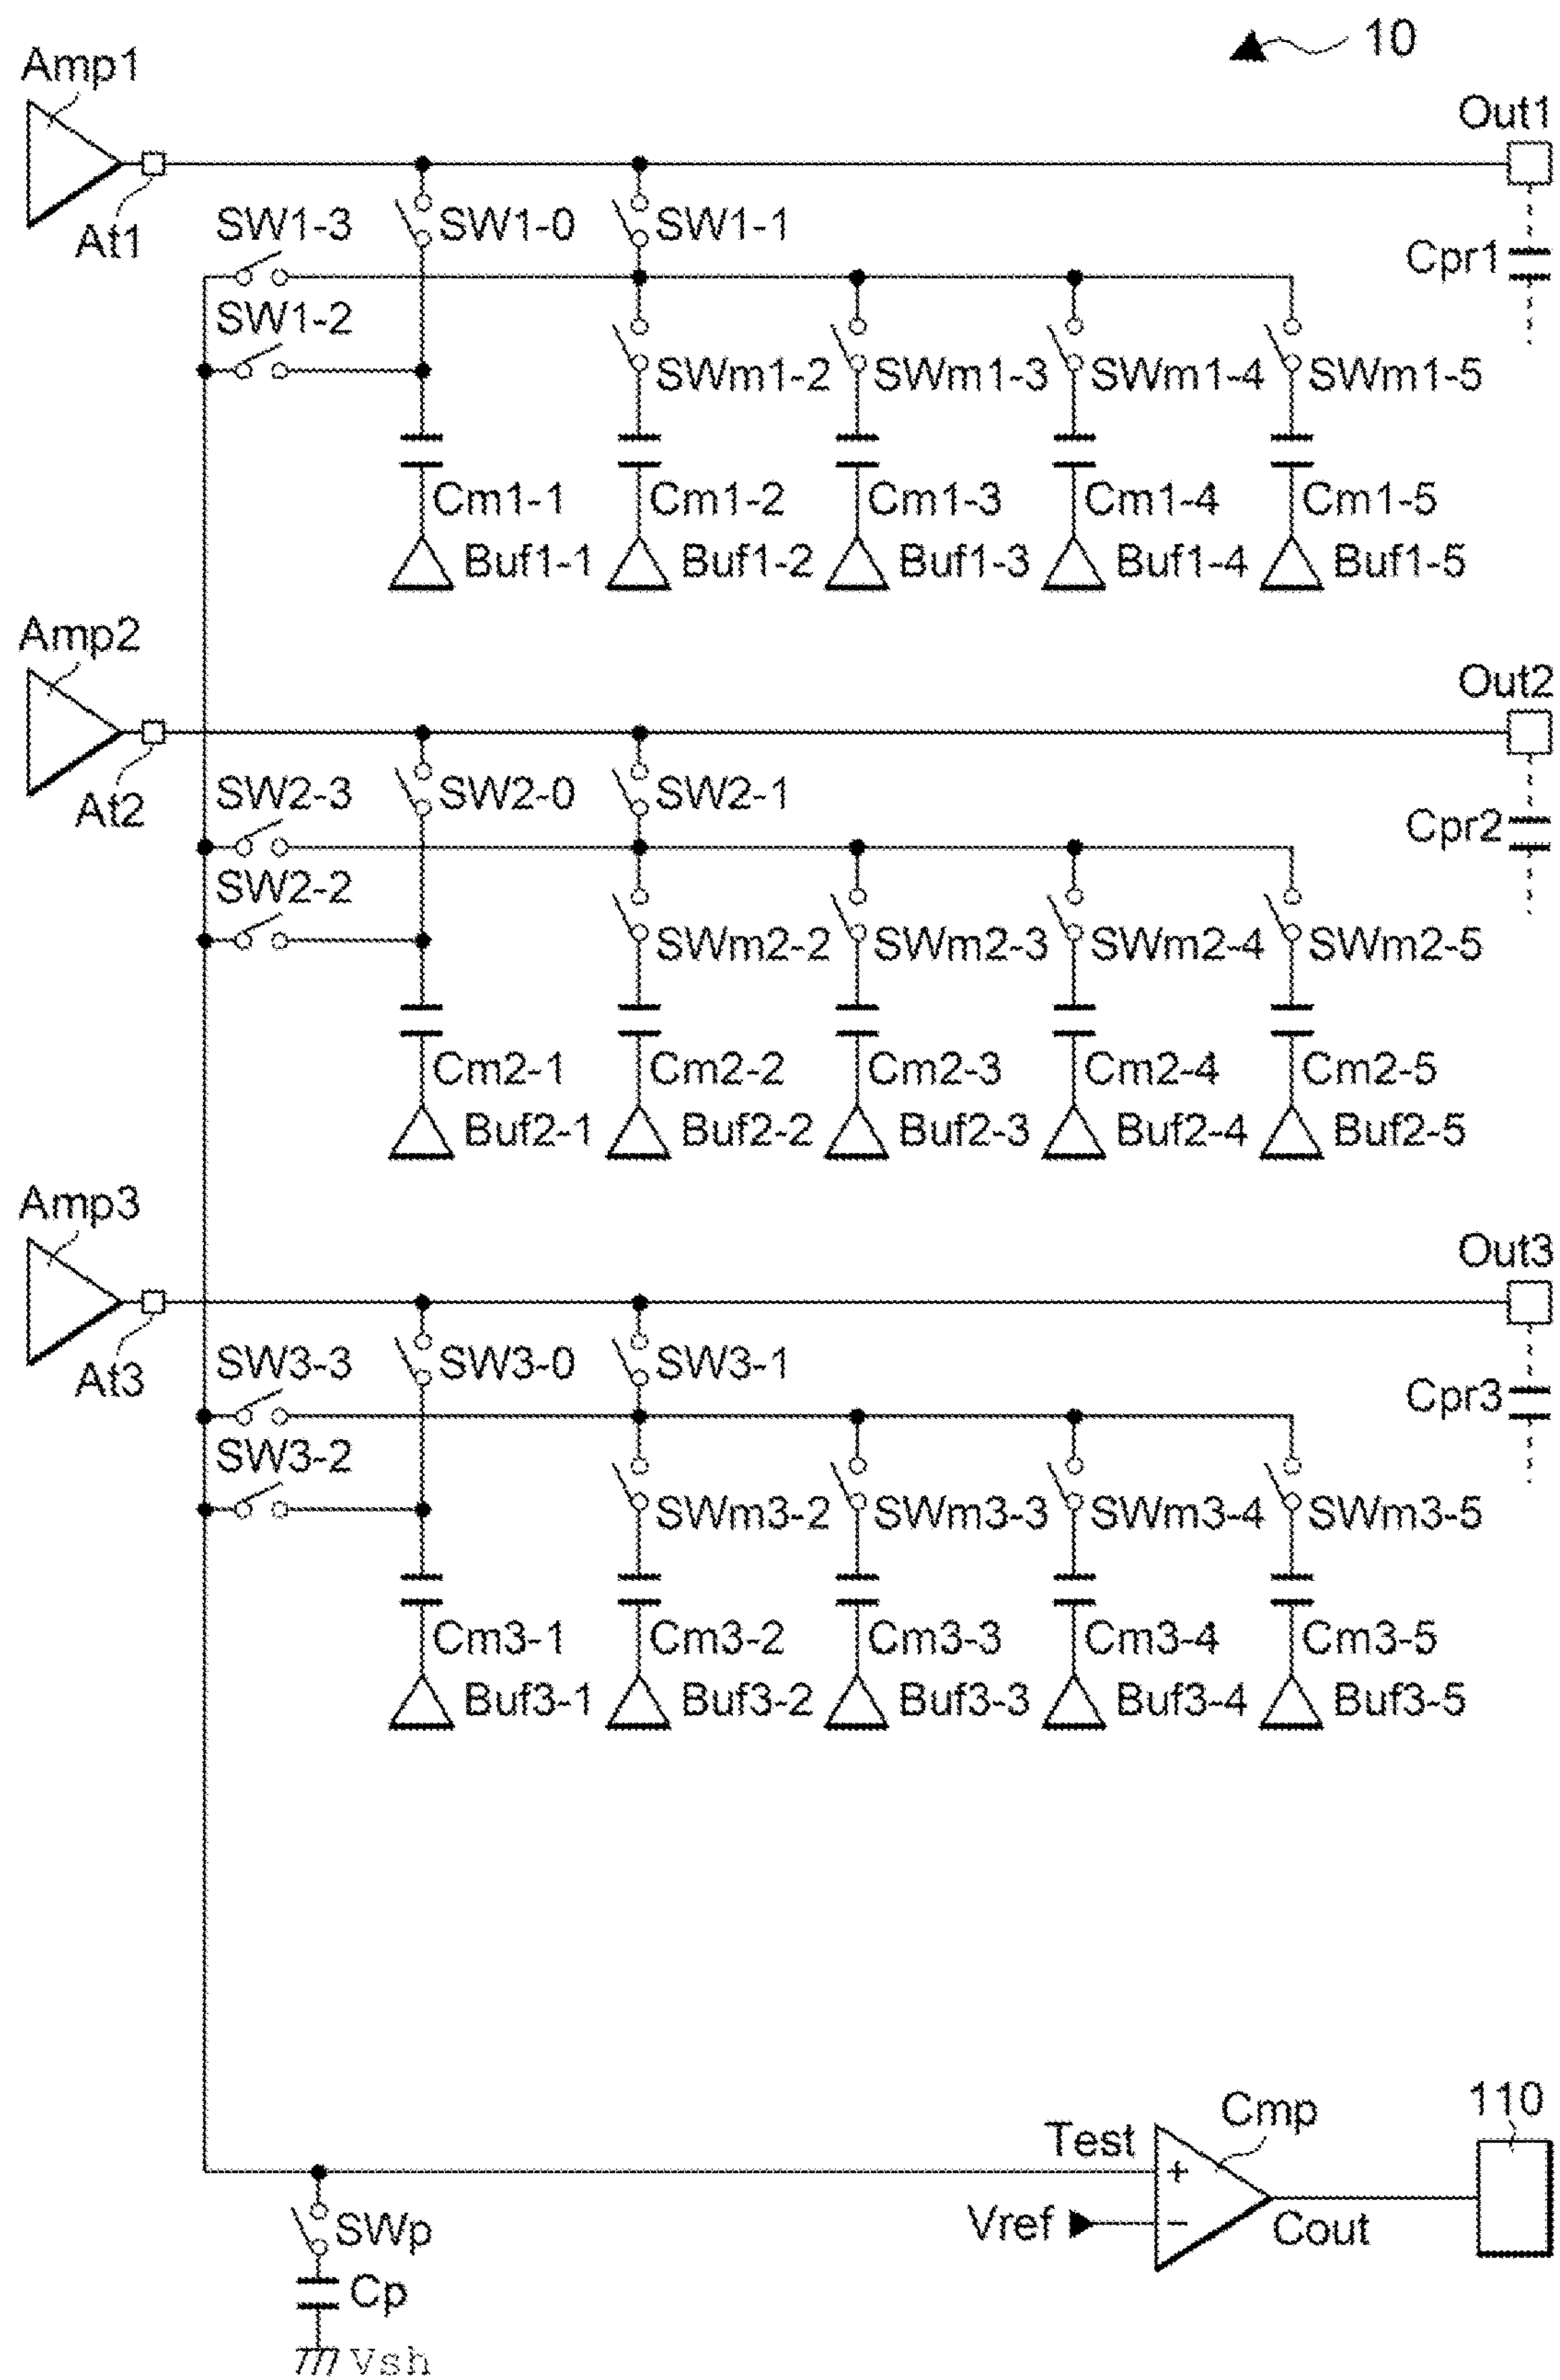 10
Amp1
Out1
At1
SW1-3
SW1-0
SW1-1
Cpr1
SW1-2
SWm1-2
SWm1-3
SWm1-4
SWm1-5
Cm1-1
Cm1-2
Cm1-3
Cm1-4
Cm1-5
Buf1-1
Buf1-2
Buf1-3
Buf1-4
Buf1-5
Amp2
Out2
At2
SW2-3
SW2-0
SW2-1
Cpr2
SW2-2
SWm2-2
SWm2-3
SWm2-4
SWm2-5
Cm2-1
Cm2-2
Cm2-3
Cm2-4
Cm2-5
Buf2-1
Buf2-2
Buf2-3
Buf2-4
Buf2-5
Amp3
Out3
At3
SW3-3
SW3-0
SW3-1
Cpr3
SW3-2
SWm3-2
SWm3-3
SWm3-4
SWm3-5
Cm3-1
Cm3-2
Cm3-3
Cm3-4
Cm3-5
Buf3-1
Buf3-2
Buf3-3
Buf3-4
Buf3-5
110
Cmp
Test
+
Vref
−
Cout
SWp
Cp
Vsh